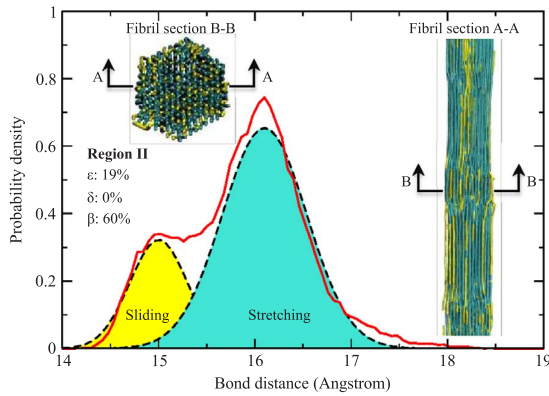 Fibril section B-B
Fibril section A-A
A
A
Region II
ε: 19%
δ: 0%
β: 60%
B
B
Sliding
Stretching
Probability density
1
0.8
0.6
0.4
0.2
0
14
15
16
17
18
19
Bond distance (Angstrom)